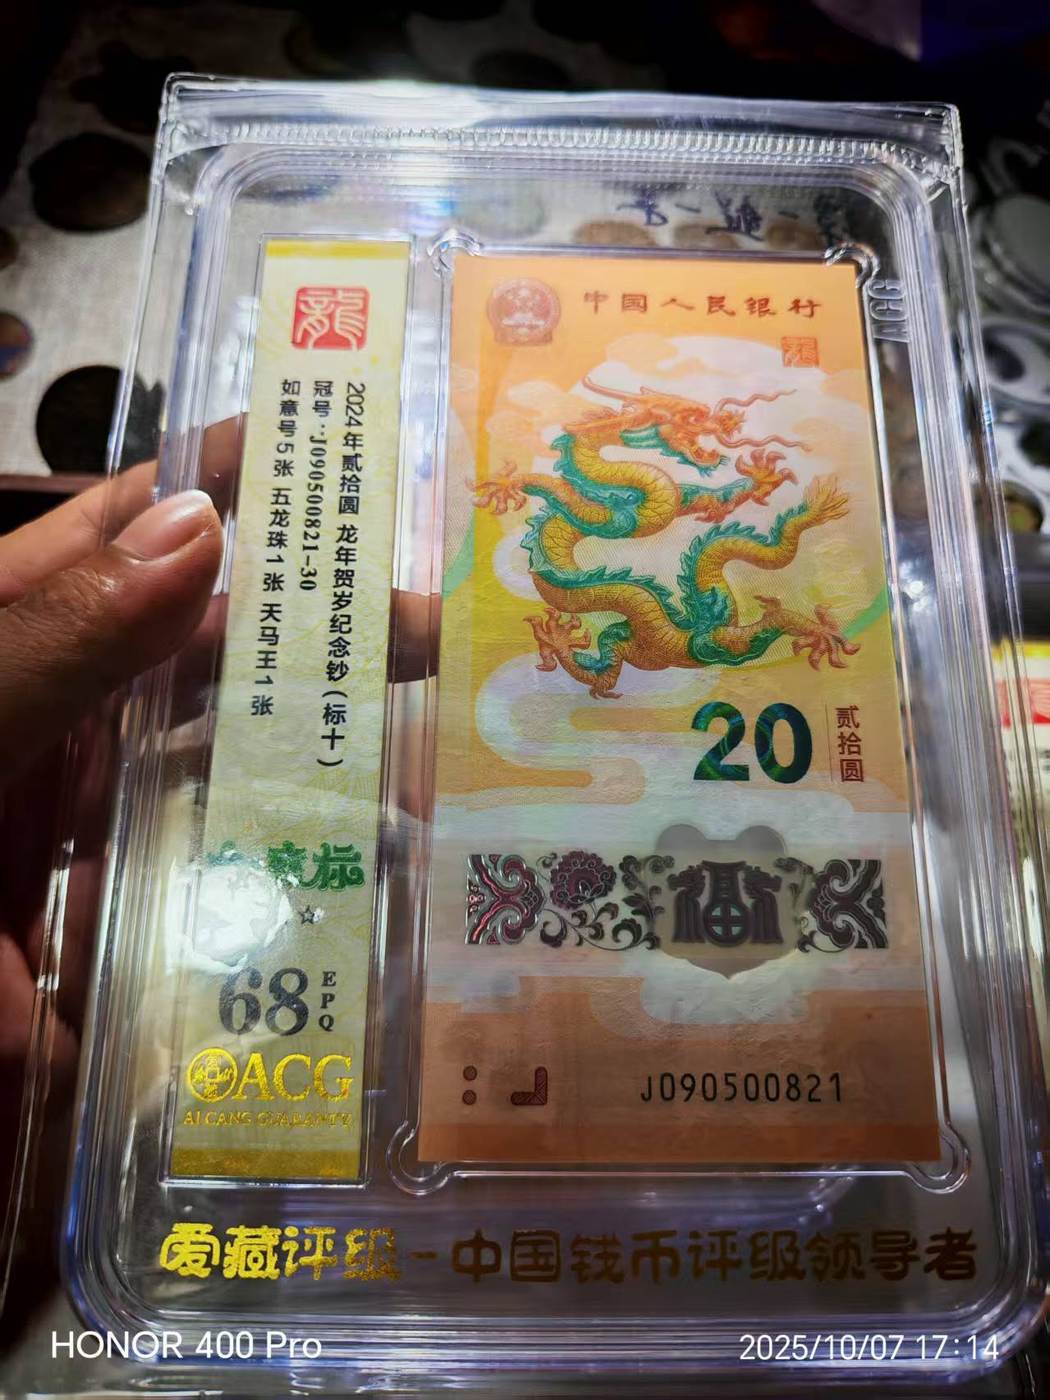 中国人民银行
龍
龍
2024年贰拾圆 龙年贺岁纪念钞（标十）
冠号：J090500821-30
如意号5张 五龙珠1张 天马王1张
20
贰拾圆
福
标
☆
68
EPQ
ACG
AI CANG GUARANTY
J090500821
爱藏评级-中国钱币评级领导者
HONOR 400 Pro
2025/10/07 17:14